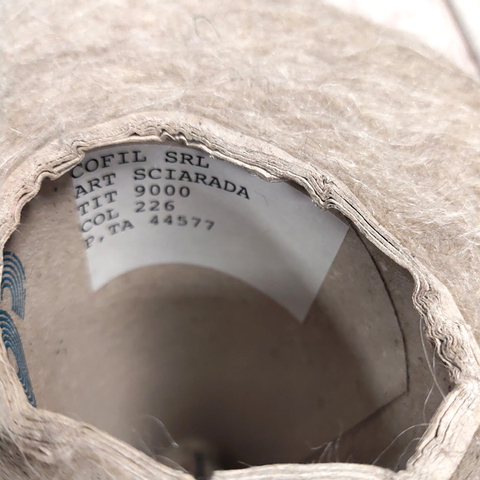 COFIL SRL
ART SCIARADA
TIT 9000
COL 226
P,TA 44577